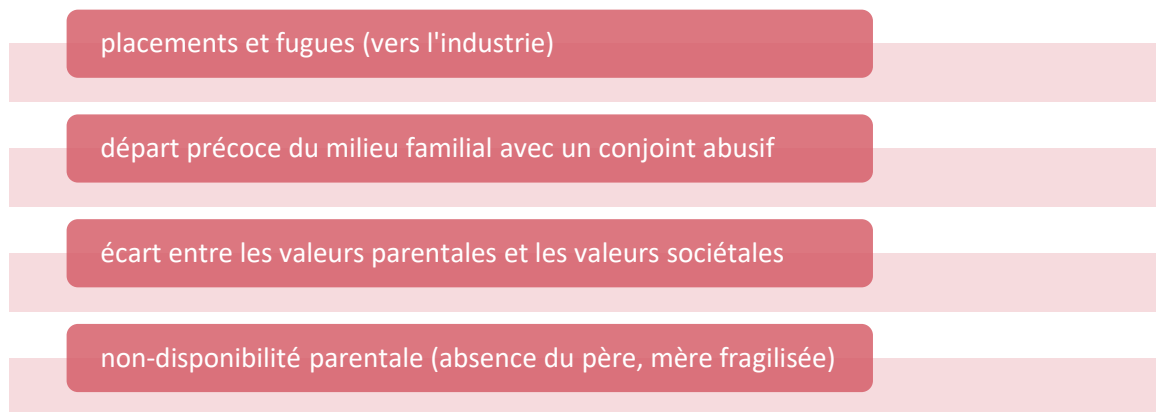 placements et fugues (vers l'industrie)
départ précoce du milieu familial avec un conjoint abusif
écart entre les valeurs parentales et les valeurs sociétales
non-disponibilité parentale (absence du père, mère fragilisée)